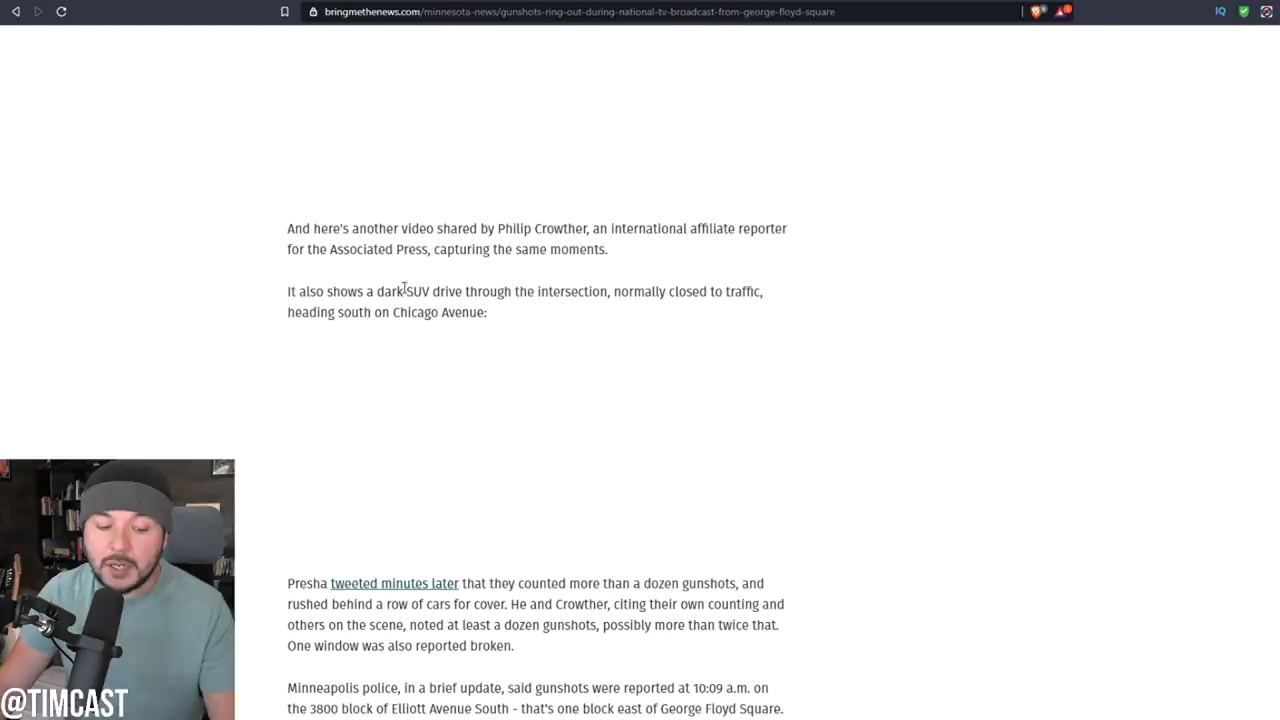 bringmethenews.com/minnesota-news/gunshots-ring-out-during-national-tv-broadcast-from-george-floyd-square
IQ
And here's another video shared by Philip Crowther, an international affiliate reporter
for the Associated Press, capturing the same moments.
It also shows a dark SUV drive through the intersection, normally closed to traffic,
heading south on Chicago Avenue:
Presha tweeted minutes later that they counted more than a dozen gunshots, and
rushed behind a row of cars for cover. He and Crowther, citing their own counting and
others on the scene, noted at least a dozen gunshots, possibly more than twice that.
One window was also reported broken.
Minneapolis police, in a brief update, said gunshots were reported at 10:09 a.m. on
the 3800 block of Elliott Avenue South - that's one block east of George Floyd Square.
@TIMCAST